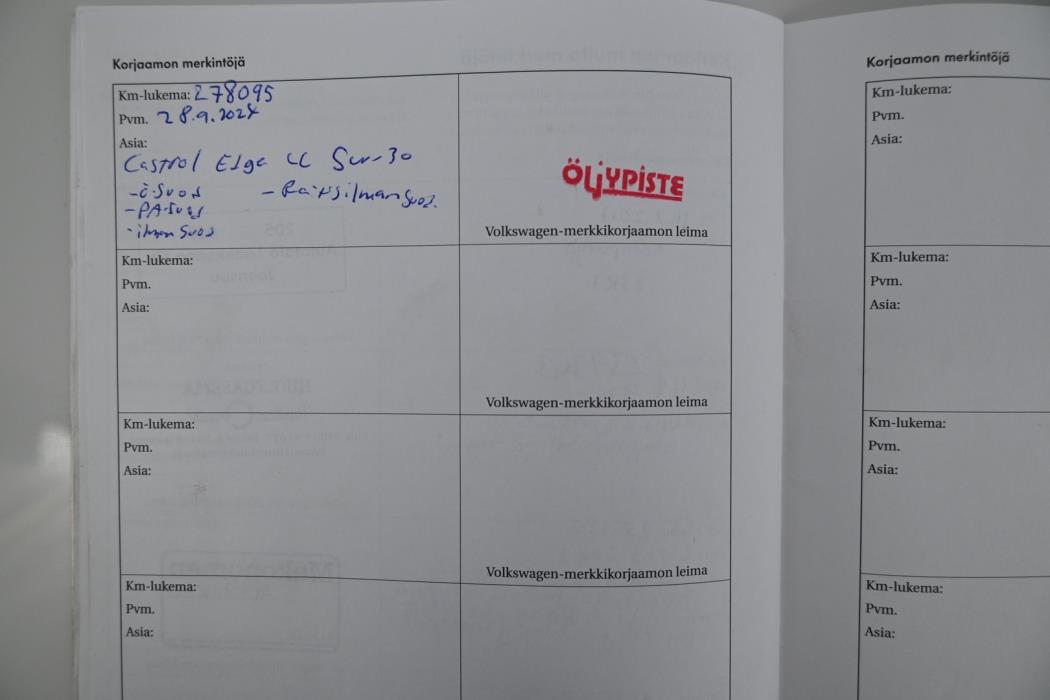 Korjaamon merkintöjä
Km-lukema: 278095
Pvm. 28.9.2024
Asia:
Castrol Edge LL 5w-30
-Ö-Suod -Raitisilman Suod.
-PA-Suod
-ilman Suod
ÖLJYPISTE
Volkswagen-merkkikorjaamon leima
Km-lukema:
Pvm.
Asia:
Volkswagen-merkkikorjaamon leima
Km-lukema:
Pvm.
Asia:
Volkswagen-merkkikorjaamon leima
Km-lukema:
Pvm.
Asia:
Korjaamon merkintöjä
Km-lukema:
Pvm.
Asia:
Km-lukema:
Pvm.
Asia:
Km-lukema:
Pvm.
Asia:
Km-lukema:
Pvm.
Asia: